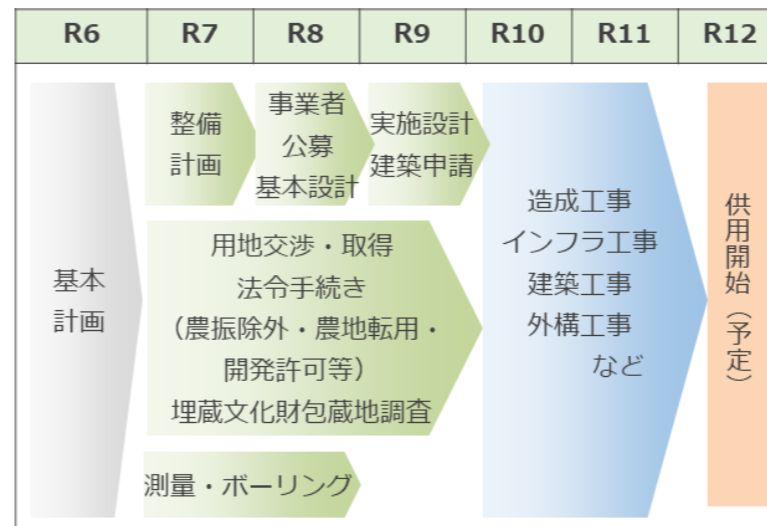 R6 R7 R8 R9 R10 R11 R12
基本
計画
整備
計画
事業者
公募
基本設計
実施設計
建築申請
用地交渉・取得
法令手続き
（農振除外・農地転用・
開発許可等）
埋蔵文化財包蔵地調査
測量・ボーリング
造成工事
インフラ工事
建築工事
外構工事
など
供用開始（予定）